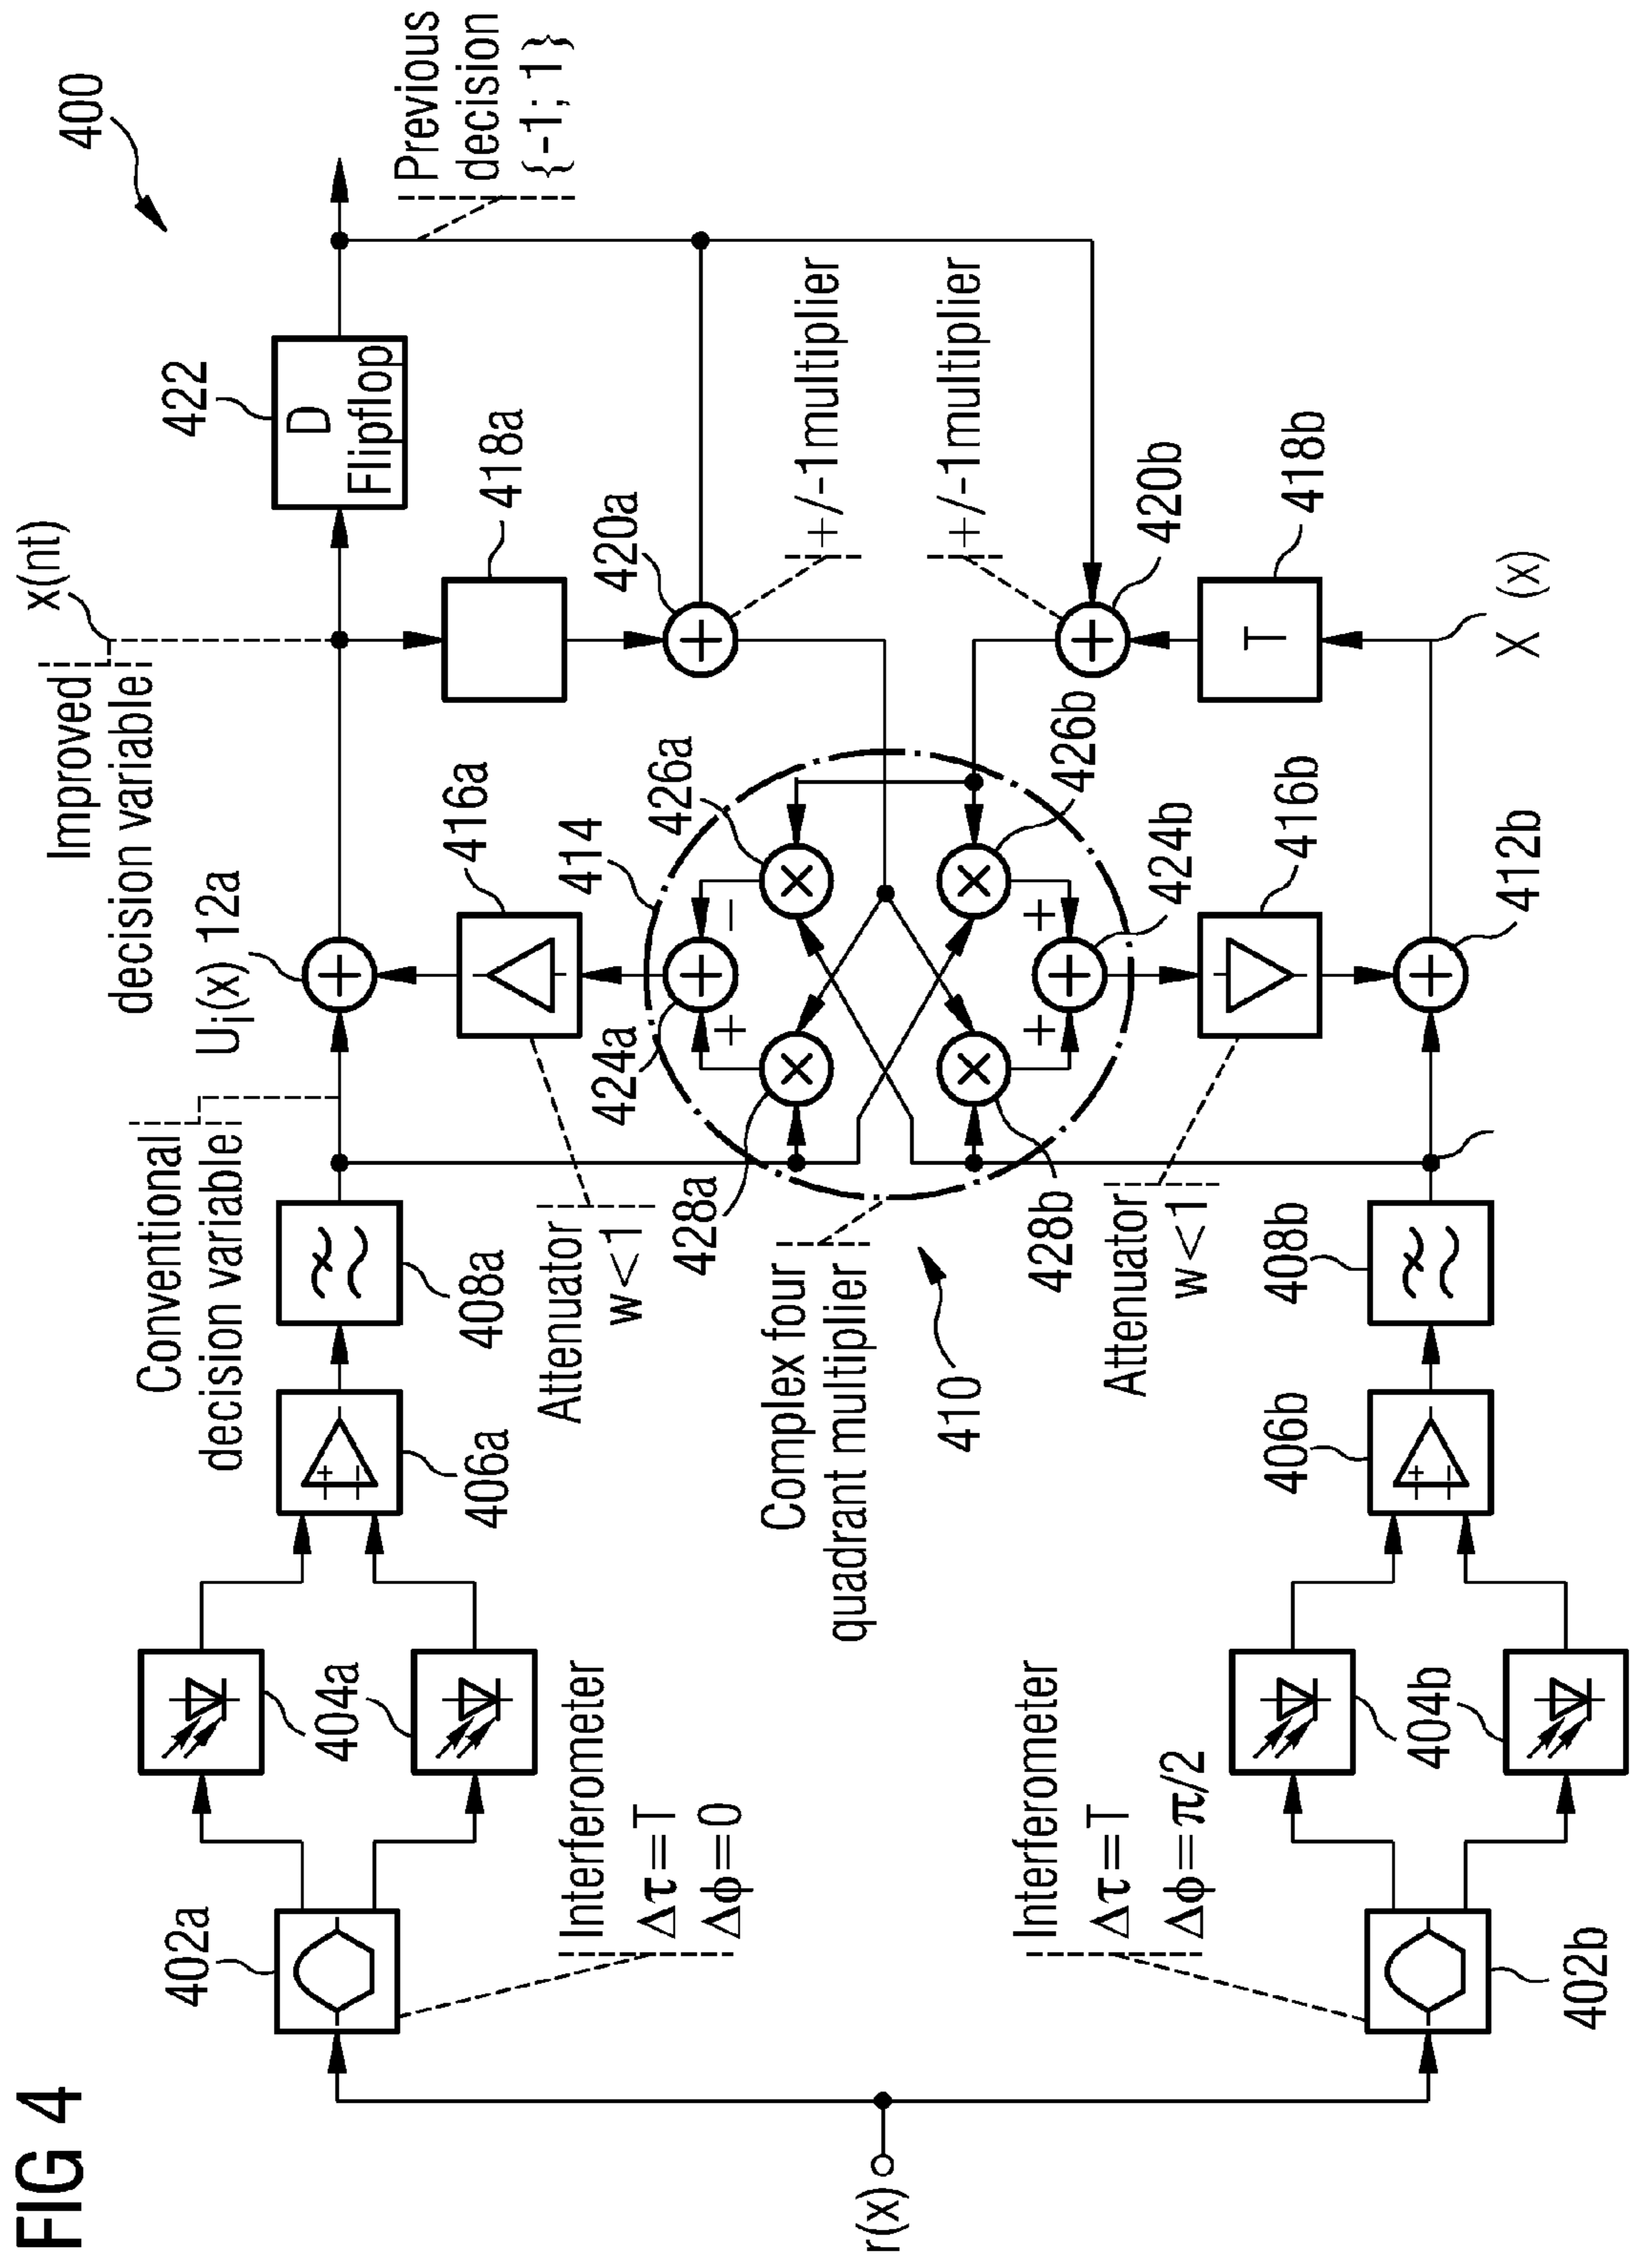 FIG 4
400
r(x)
402a
Interferometer
Δτ=T
Δϕ=0
404a
406a
408a
Conventional
decision variable
Uj(x) 12a
Improved
decision variable
x(nt)
422
D
Flipflop
Previous
decision
{-1; 1}
416a
418a
420a
+/-1multiplier
+/-1multiplier
420b
Attenuator
w<1
414
424a
426a
+
−
428a
Complex four
quadrant multiplier
410
428b
+
+
424b
426b
Attenuator
w<1
416b
T
418b
412b
X (x)
Interferometer
Δτ=T
Δϕ=π/2
402b
404b
406b
408b